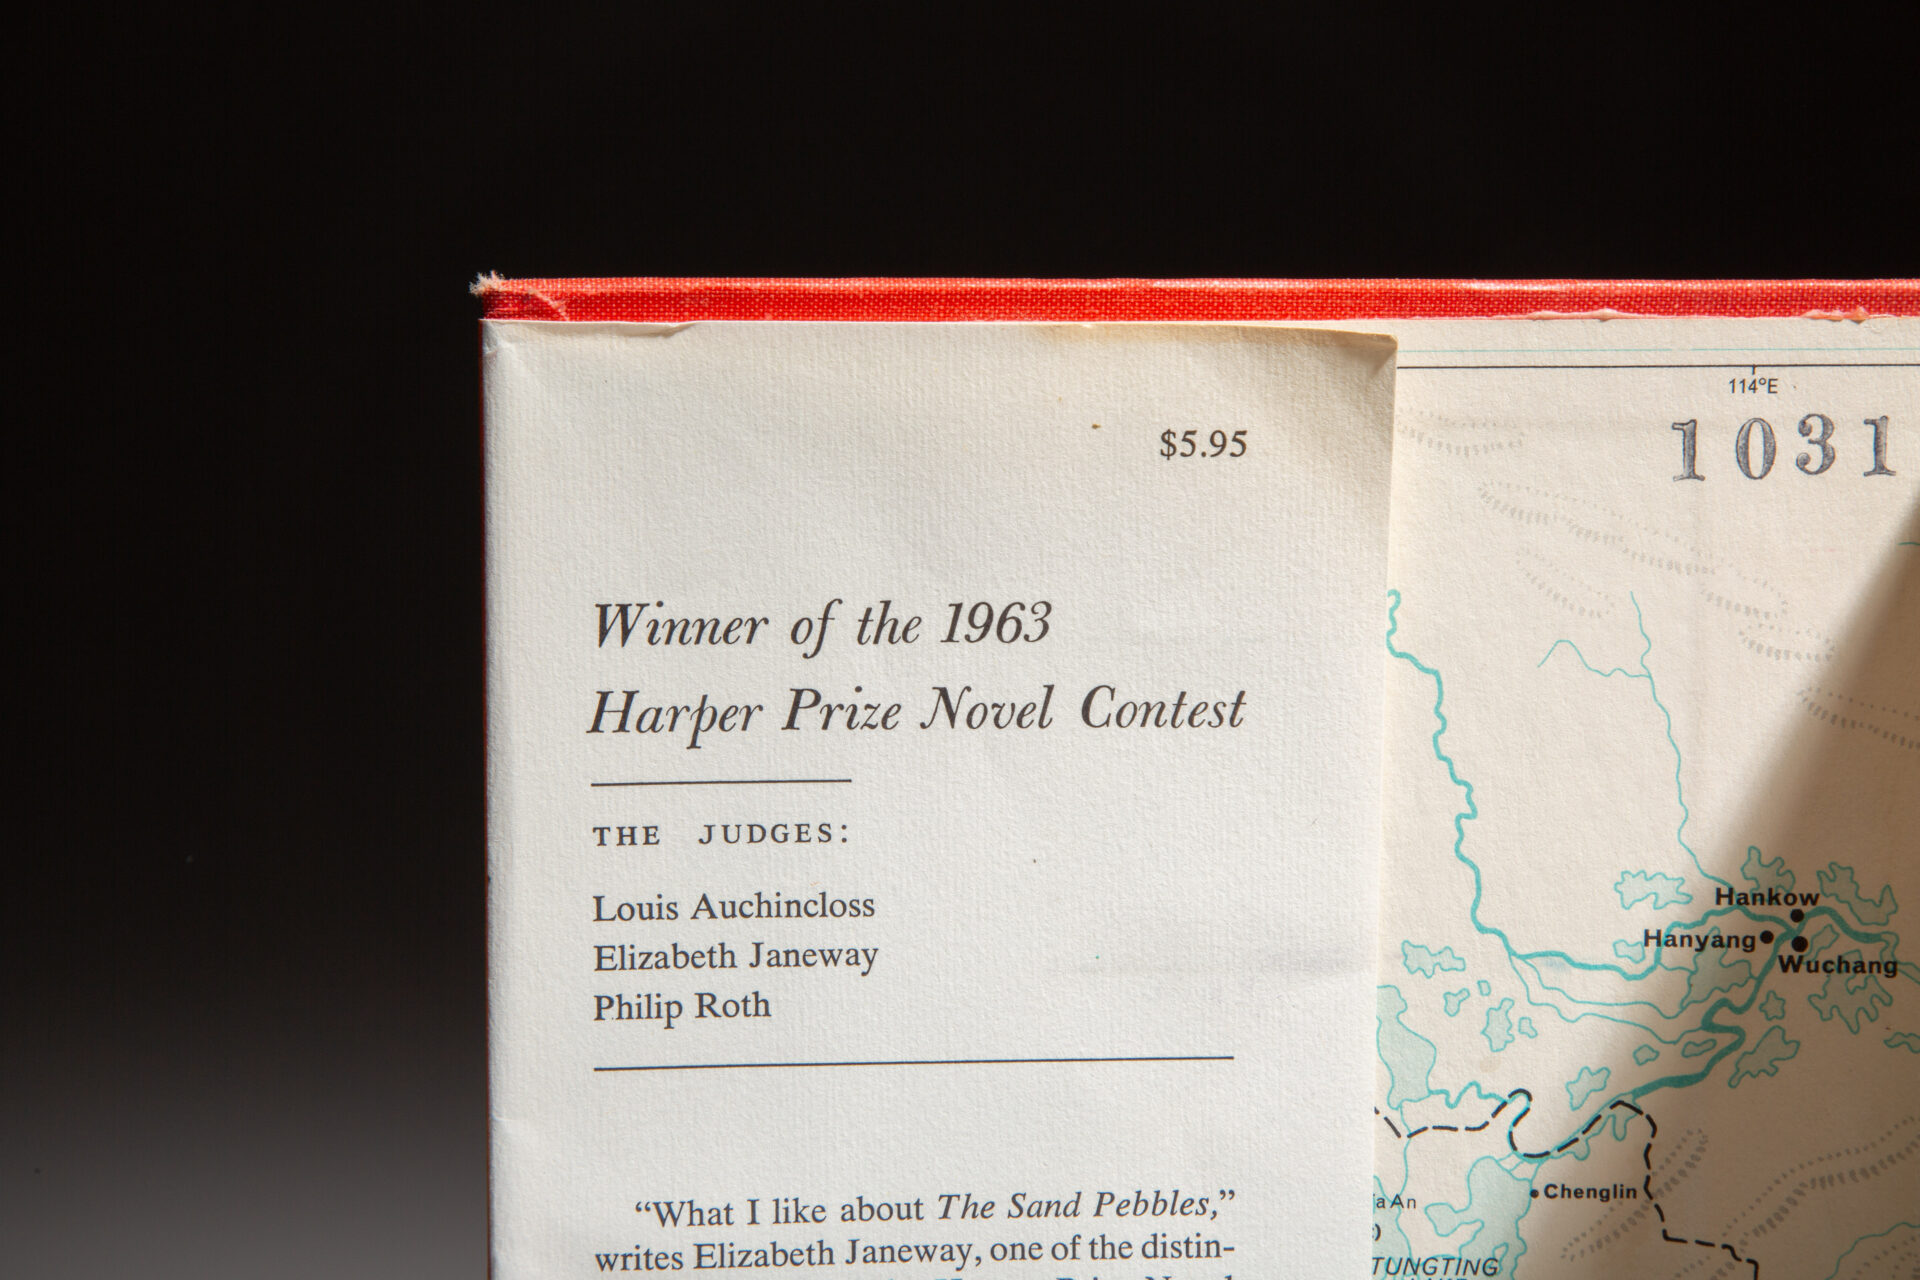 $5.95
Winner of the 1963
Harper Prize Novel Contest
THE JUDGES:
Louis Auchincloss
Elizabeth Janeway
Philip Roth
“What I like about The Sand Pebbles,”
writes Elizabeth Janeway, one of the distin-
114°E
1031
Hankow
Hanyang
Wuchang
Chenglin
aAn
TUNGTING